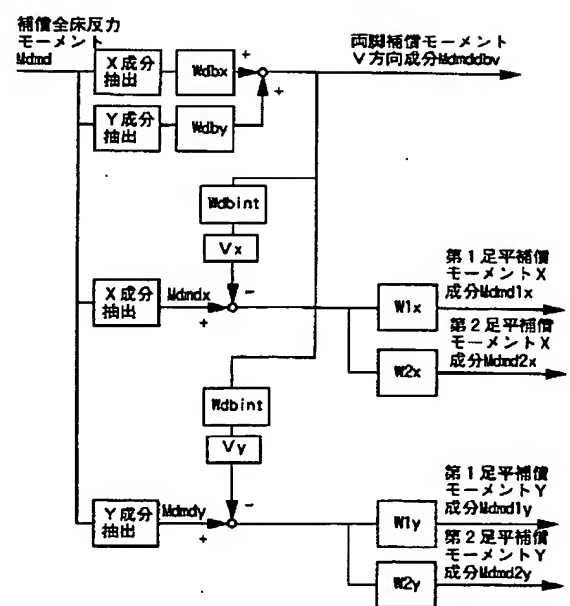 補償全床反力
モーメント
Mdmd
X成分
抽出
Wdbx
+
+
両脚補償モーメント
V方向成分Mdmddbv
Y成分
抽出
Wdby
Wdbint
Vx
X成分
抽出
Mdmdx
+
-
W1x
第1足平補償
モーメントX
成分Mdmd1x
W2x
第2足平補償
モーメントX
成分Mdmd2x
Wdbint
Vy
Y成分
抽出
Mdmdy
+
-
W1y
第1足平補償
モーメントY
成分Mdmd1y
W2y
第2足平補償
モーメントY
成分Mdmd2y